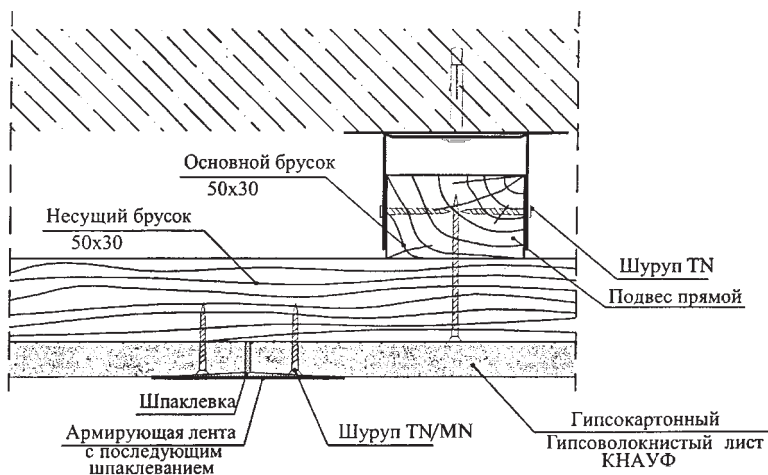 Основной брусок
50х30
Несущий брусок
50х30
Шуруп TN
Подвес прямой
Шпаклевка
Армирующая лента
с последующим
шпаклеванием
Шуруп TN/MN
Гипсокартонный
Гипсоволокнистый лист
КНАУФ